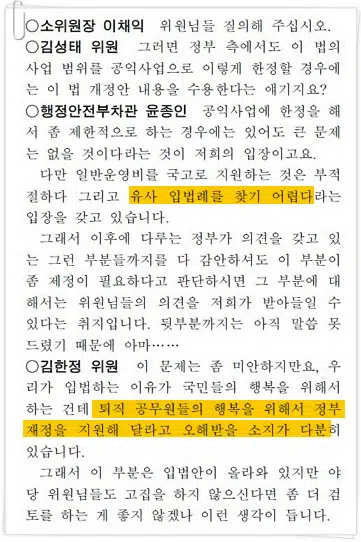 ○소위원장 이채익 위원님들 질의해 주십시오.
○김성태 위원 그러면 정부 측에서도 이 법의
사업 범위를 공익사업으로 이렇게 한정할 경우에
는 이 법 개정안 내용을 수용한다는 얘기지요?
○행정안전부차관 윤종인 공익사업에 한정을 해
서 좀 제한적으로 하는 경우에는 있어도 큰 문제
는 없을 것이다라는 것이 저희의 입장이고요.
다만 일반운영비를 국고로 지원하는 것은 부적
절하다 그리고 유사 입법례를 찾기 어렵다라는
입장을 갖고 있습니다.
그래서 이후에 다루는 정부가 의견을 갖고 있
는 그런 부분들까지를 다 감안하셔도 이 부분이
좀 제정이 필요하다고 판단하시면 그 부분에 대
해서는 위원님들의 의견을 저희가 받아들일 수
있다는 취지입니다. 뒷부분까지는 아직 말씀 못
드렸기 때문에 아마……
○김한정 위원 이 문제는 좀 미안하지만요, 우
리가 입법하는 이유가 국민들의 행복을 위해서
하는 건데 퇴직 공무원들의 행복을 위해서 정부
재정을 지원해 달라고 오해받을 소지가 다분히
있습니다.
그래서 이 부분은 입법안이 올라와 있지만 야
당 위원님들도 고집을 하지 않으신다면 좀 더 검
토를 하는 게 좋지 않겠나 이런 생각이 듭니다.